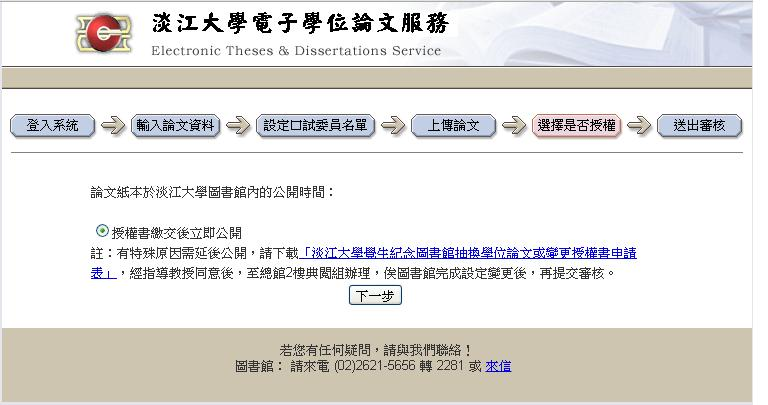 淡江大學電子學位論文服務
Electronic Theses & Dissertations Service
登入系統
輸入論文資料
設定口試委員名單
上傳論文
選擇是否授權
送出審核
論文紙本於淡江大學圖書館內的公開時間：
授權書繳交後立即公開
註：有特殊原因需延後公開，請下載「淡江大學覺生紀念圖書館抽換學位論文或變更授權書申請
表」，經指導教授同意後，至總館2樓典閱組辦理，俟圖書館完成設定變更後，再提交審核。
下一步
若您有任何疑問，請與我們聯絡！
圖書館： 請來電 (02)2621-5656 轉 2281 或 來信